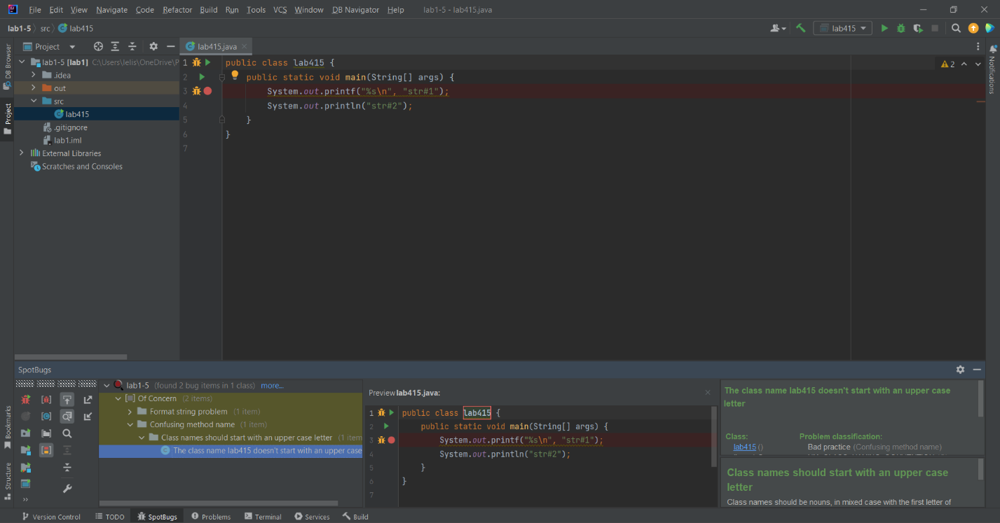 File Edit View Navigate Code Refactor Build Run Tools VCS Window DB Navigator Help lab1-5 - lab415.java
lab1-5 src lab415
lab415
Project
lab415.java
DB Browser
Project
Bookmarks
Structure
Notifications
lab1-5 [lab1] C:\Users\lelis\OneDrive\P
.idea
out
src
lab415
.gitignore
lab1.iml
External Libraries
Scratches and Consoles
2
1 public class lab415 {
2 public static void main(String[] args) {
3 System.out.printf("%s\n", "str#1");
4 System.out.println("str#2");
5 }
6 }
7
SpotBugs
lab1-5 (found 2 bug items in 1 class) more...
Of Concern (2 items)
Format string problem (1 item)
Confusing method name (1 item)
Class names should start with an upper case letter (1 item
The class name lab415 doesn't start with an upper case
Preview lab415.java:
1 public class lab415 {
2 public static void main(String[] args) {
3 System.out.printf("%s\n", "str#1");
4 System.out.println("str#2");
5 }
6 }
7
The class name lab415 doesn't start with an upper case
letter
Class: Problem classification:
lab415 () Bad practice (Confusing method name)
Class names should start with an upper case
letter
Class names should be nouns, in mixed case with the first letter of
Version Control TODO SpotBugs Problems Terminal Services Build